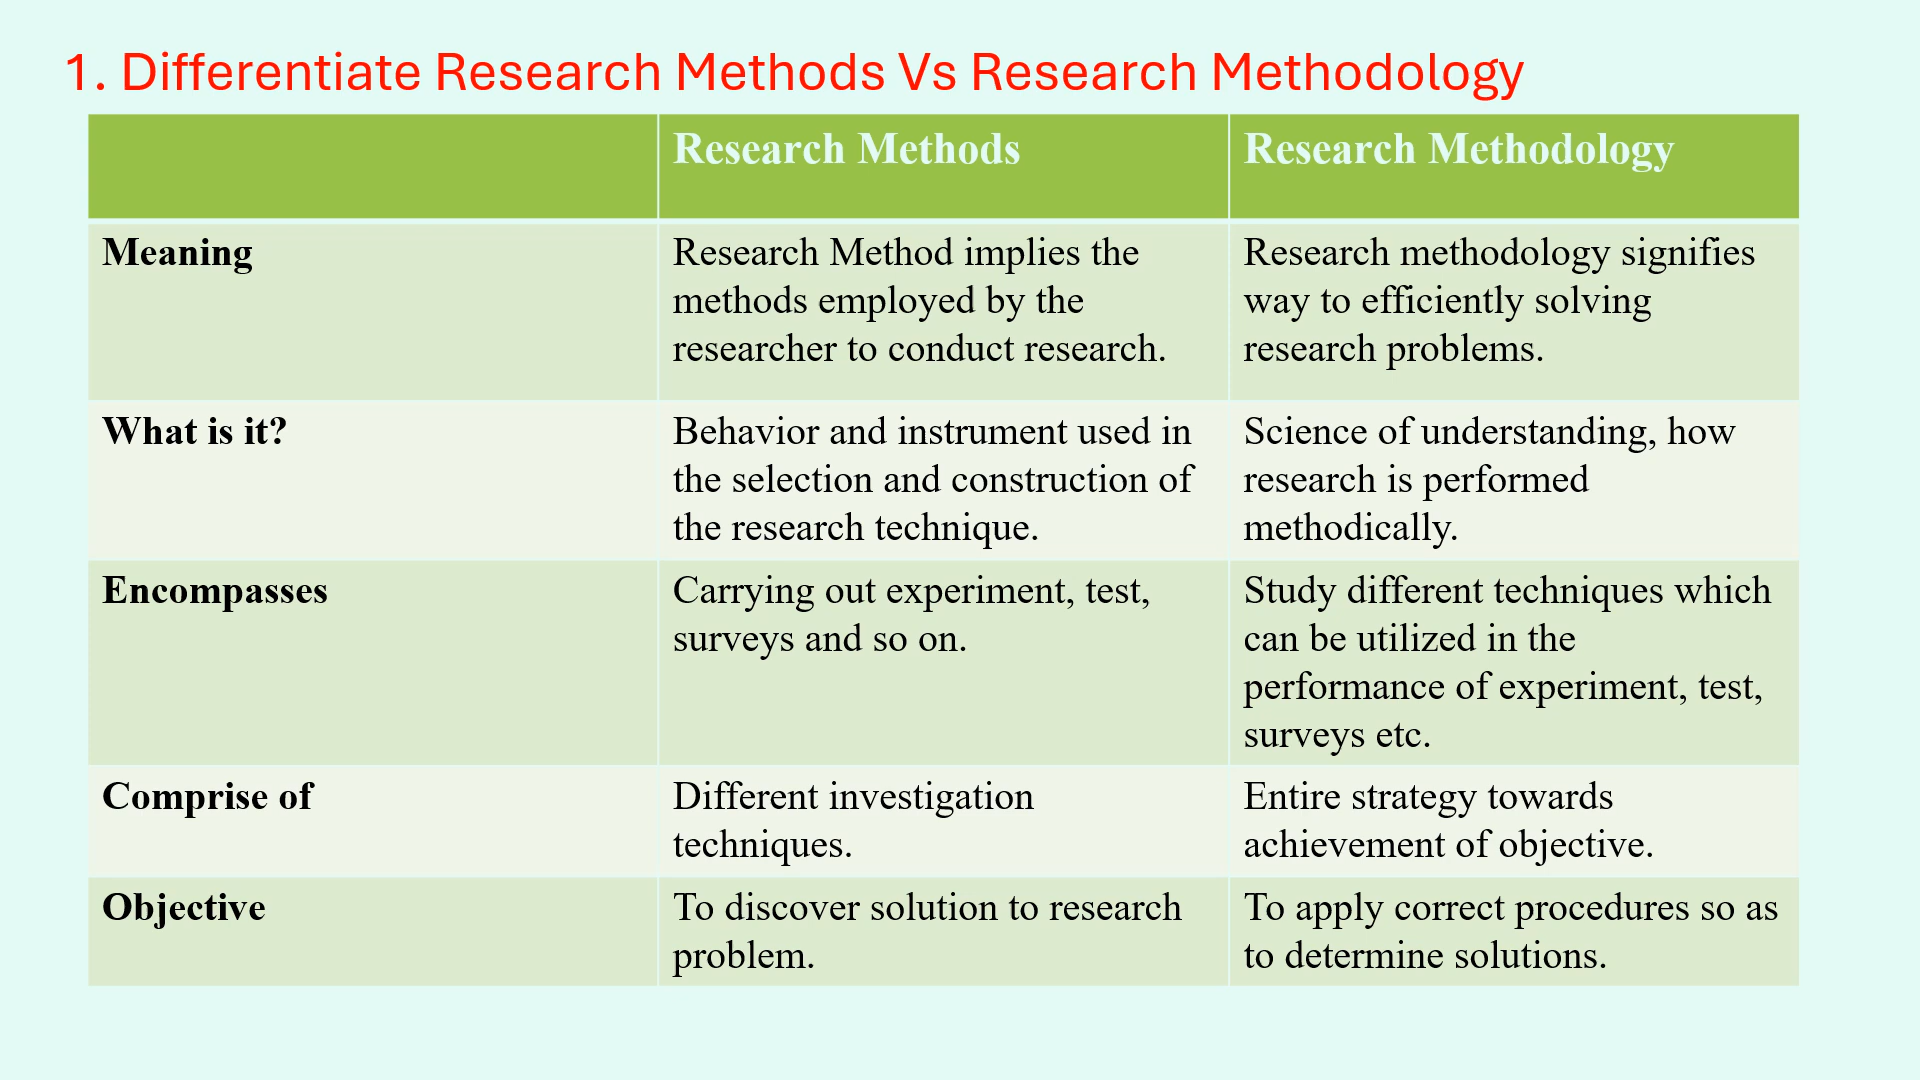 1. Differentiate Research Methods Vs Research Methodology
Research Methods
Research Methodology
Meaning
Research Method implies the
methods employed by the
researcher to conduct research.
Research methodology signifies
way to efficiently solving
research problems.
What is it?
Behavior and instrument used in
the selection and construction of
the research technique.
Science of understanding, how
research is performed
methodically.
Encompasses
Carrying out experiment, test,
surveys and so on.
Study different techniques which
can be utilized in the
performance of experiment, test,
surveys etc.
Comprise of
Different investigation
techniques.
Entire strategy towards
achievement of objective.
Objective
To discover solution to research
problem.
To apply correct procedures so as
to determine solutions.